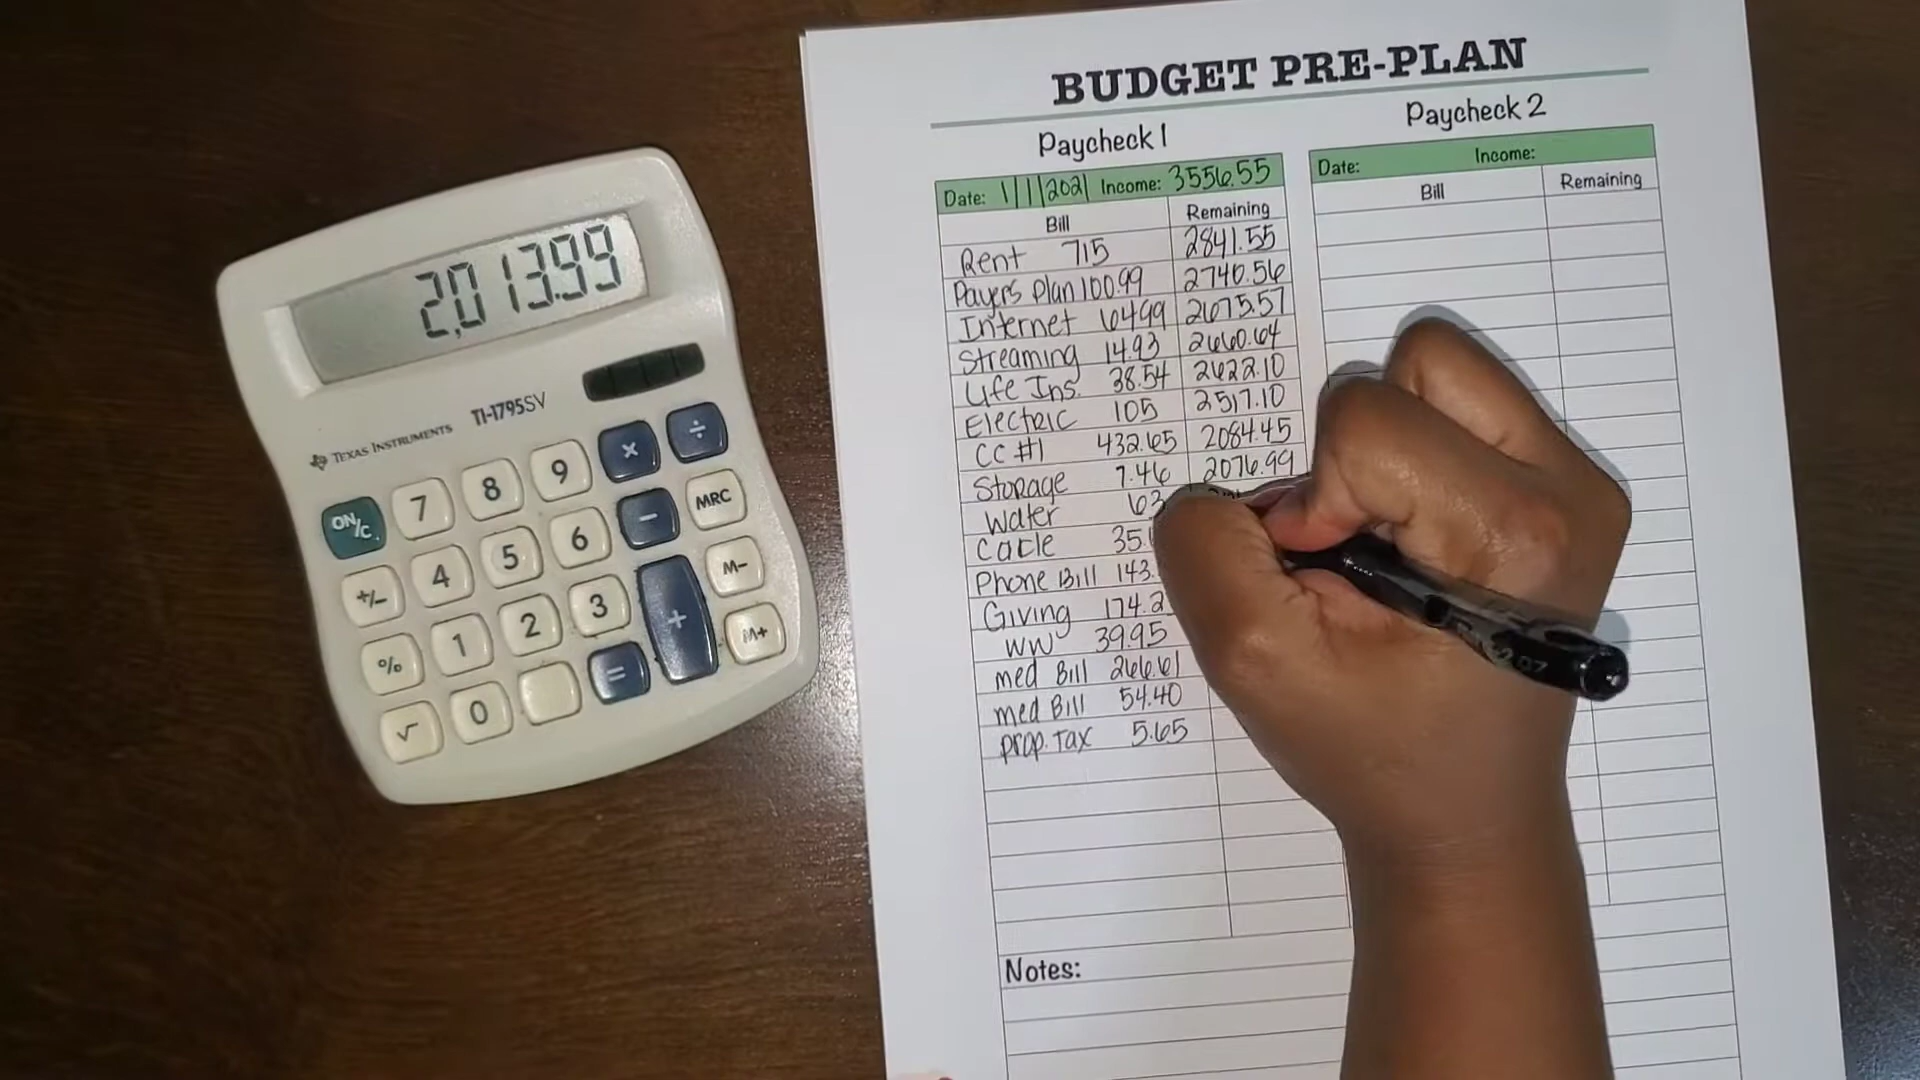 BUDGET PRE-PLAN
Paycheck 1
Paycheck 2
Date: 1/1/2021 Income: 3556.55
Bill Remaining
Rent 715 2841.55
Payers Plan 100.99 2740.56
Internet 64.99 2675.57
Streaming 14.93 2660.64
Life Ins. 38.54 2622.10
Electric 105 2517.10
CC #1 432.65 2084.45
Storage 7.46 2076.99
Water 63
35.
Phone Bill 143.
Giving 174.2
WW 39.95
med Bill 266.61
med Bill 54.40
prop. Tax 5.65
Notes:
Date: Income:
Bill Remaining
2,013.99
TEXAS INSTRUMENTS TI-1795SV
ON/C 7 8 9 × ÷
+/- 4 5 6 − MRC
% 1 2 3 + M−
√ 0 = M+